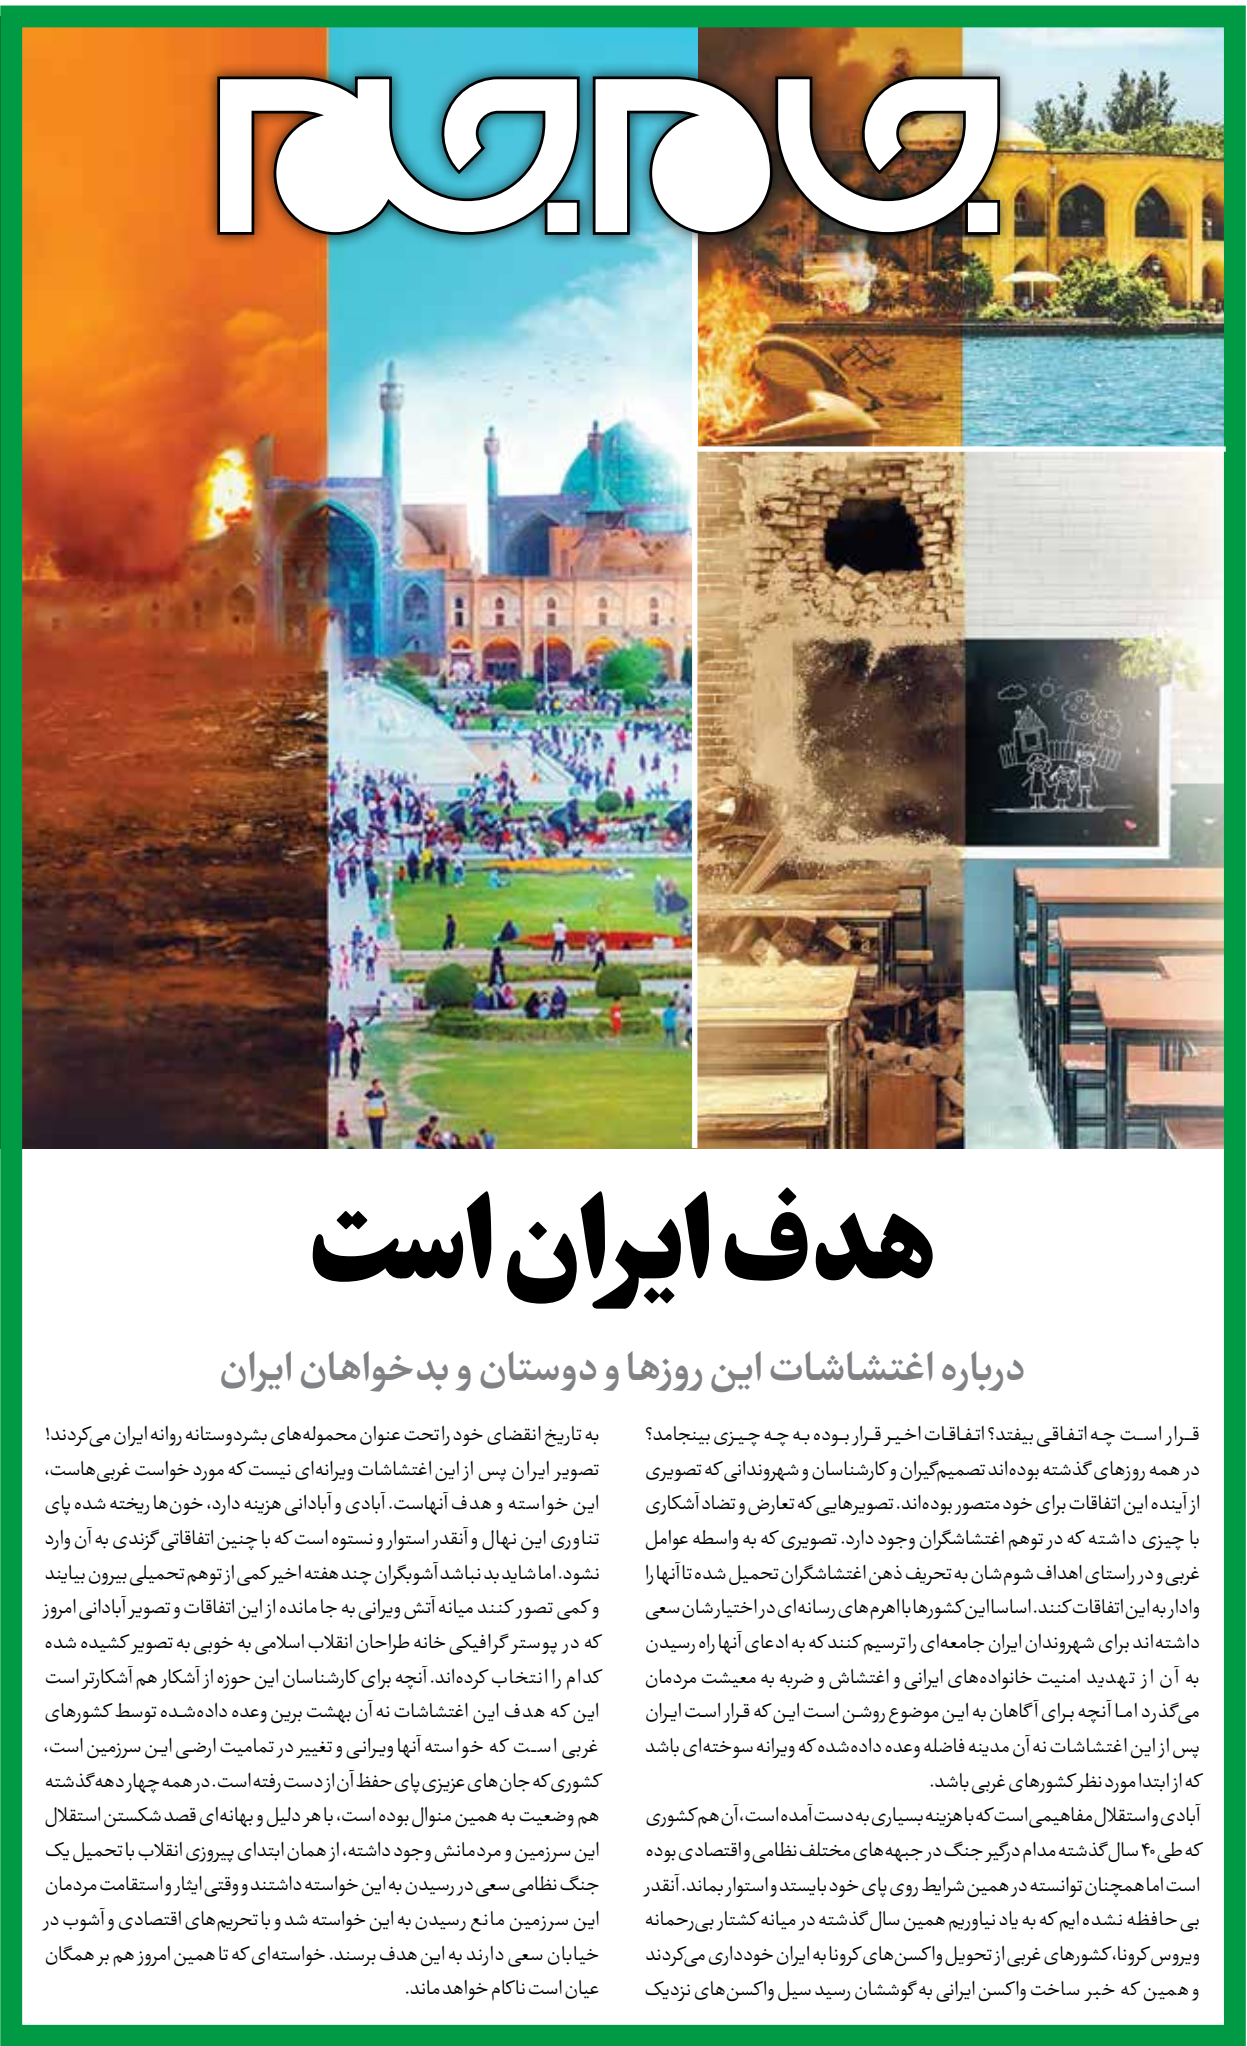 جام‌جم
هدف ایران است
درباره اغتشاشات این روزها و دوستان و بدخواهان ایران
قرار است چه اتفاقی بیفتد؟ اتفاقات اخیر قرار بوده به چه چیزی بینجامد؟
در همه روزهای گذشته بوده‌اند تصمیم‌گیران و کارشناسان و شهروندانی که تصویری
از آینده این اتفاقات برای خود متصور بوده‌اند. تصویرهایی که تعارض و تضاد آشکاری
با چیزی داشته که در توهم اغتشاشگران وجود دارد. تصویری که به واسطه عوامل
غربی و در راستای اهداف شوم‌شان به تحریف ذهن اغتشاشگران تحمیل شده تا آنها را
وادار به این اتفاقات کنند. اساسا این کشورها با اهرم‌های رسانه‌ای در اختیارشان سعی
داشته‌اند برای شهروندان ایران جامعه‌ای را ترسیم کنند که به ادعای آنها راه رسیدن
به آن از تهدید امنیت خانواده‌های ایرانی و اغتشاش و ضربه به معیشت مردمان
می‌گذرد اما آنچه برای آگاهان به این موضوع روشن است این که قرار است ایران
پس از این اغتشاشات نه آن مدینه فاضله وعده داده‌شده که ویرانه سوخته‌ای باشد
که از ابتدا مورد نظر کشورهای غربی باشد.
آبادی و استقلال مفاهیمی است که با هزینه بسیاری به دست آمده است، آن هم کشوری
که طی ۴۰ سال گذشته مدام درگیر جنگ در جبهه‌های مختلف نظامی و اقتصادی بوده
است اما همچنان توانسته در همین شرایط روی پای خود بایستد و استوار بماند. آنقدر
بی حافظه نشده ایم که به یاد نیاوریم همین سال گذشته در میانه کشتار بی‌رحمانه
ویروس کرونا، کشورهای غربی از تحویل واکسن‌های کرونا به ایران خودداری می‌کردند
و همین که خبر ساخت واکسن ایرانی به گوششان رسید سیل واکسن‌های نزدیک
به تاریخ انقضای خود را تحت عنوان محموله‌های بشردوستانه روانه ایران می‌کردند!
تصویر ایران پس از این اغتشاشات ویرانه‌ای نیست که مورد خواست غربی‌هاست،
این خواسته و هدف آنهاست. آبادی و آبادانی هزینه دارد، خون‌ها ریخته شده پای
تناوری این نهال و آنقدر استوار و نستوه است که با چنین اتفاقاتی گزندی به آن وارد
نشود. اما شاید بد نباشد آشوبگران چند هفته اخیر کمی از توهم تحمیلی بیرون بیایند
و کمی تصور کنند میانه آتش ویرانی به جا مانده از این اتفاقات و تصویر آبادانی امروز
که در پوستر گرافیکی خانه طراحان انقلاب اسلامی به خوبی به تصویر کشیده شده
کدام را انتخاب کرده‌اند. آنچه برای کارشناسان این حوزه از آشکار هم آشکارتر است
این که هدف این اغتشاشات نه آن بهشت برین وعده داده‌شده توسط کشورهای
غربی است که خواسته آنها ویرانی و تغییر در تمامیت ارضی این سرزمین است،
کشوری که جان‌های عزیزی پای حفظ آن از دست رفته است. در همه چهار دهه گذشته
هم وضعیت به همین منوال بوده است، با هر دلیل و بهانه‌ای قصد شکستن استقلال
این سرزمین و مردمانش وجود داشته، از همان ابتدای پیروزی انقلاب با تحمیل یک
جنگ نظامی سعی در رسیدن به این خواسته داشتند و وقتی ایثار و استقامت مردمان
این سرزمین مانع رسیدن به این خواسته شد و با تحریم‌های اقتصادی و آشوب در
خیابان سعی دارند به این هدف برسند. خواسته‌ای که تا همین امروز هم بر همگان
عیان است ناکام خواهد ماند.